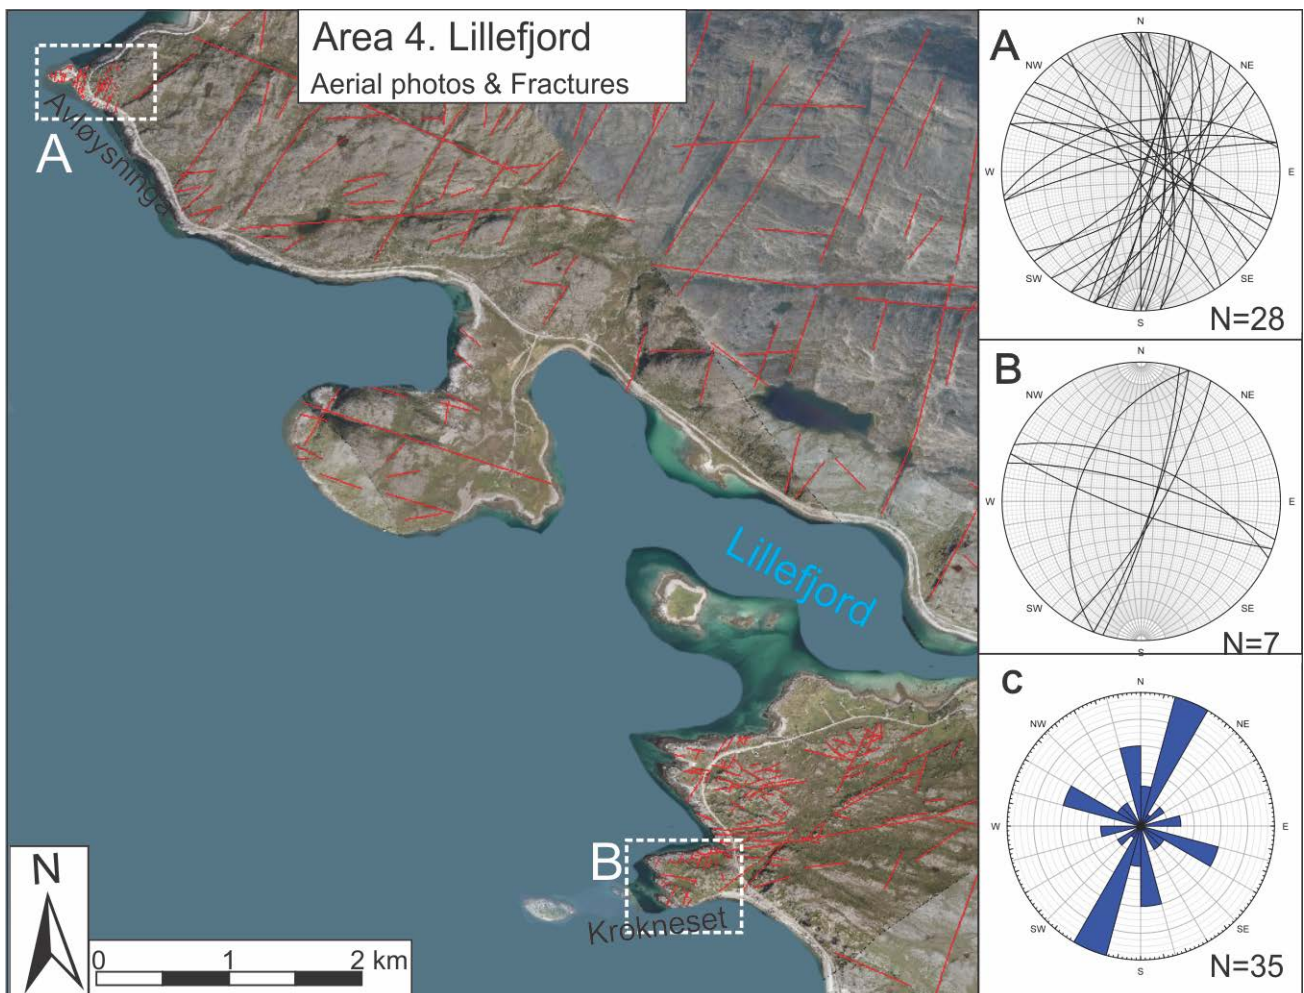 Area 4. Lillefjord
Aerial photos & Fractures
A
Avløysninga
Lillefjord
B
Krokneset
N
0 1 2 km
A
N
NW
NE
W
E
SW
SE
S
N=28
B
N
NW
NE
W
E
SW
SE
S
N=7
C
N
NW
NE
W
E
SW
SE
S
N=35